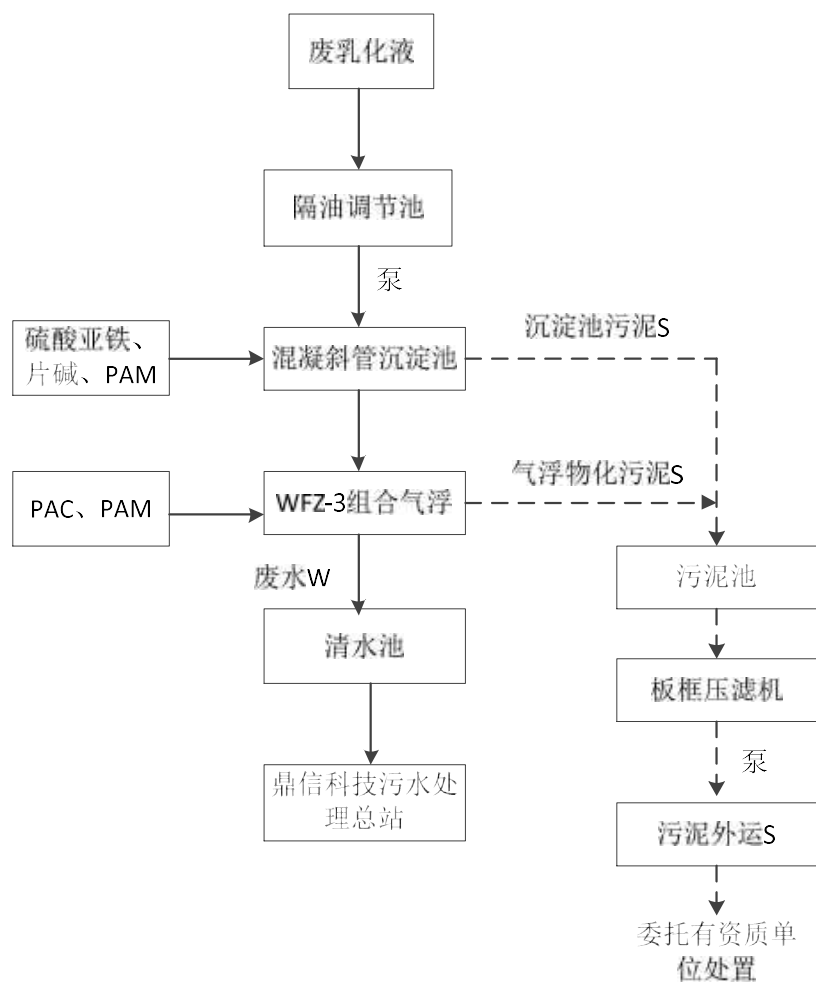 废乳化液
隔油调节池
泵
沉淀池污泥S
硫酸亚铁、
片碱、PAM
混凝斜管沉淀池
气浮物化污泥S
PAC、PAM
WFZ-3组合气浮
废水W
污泥池
清水池
板框压滤机
泵
鼎信科技污水处
理总站
污泥外运S
委托有资质单
位处置